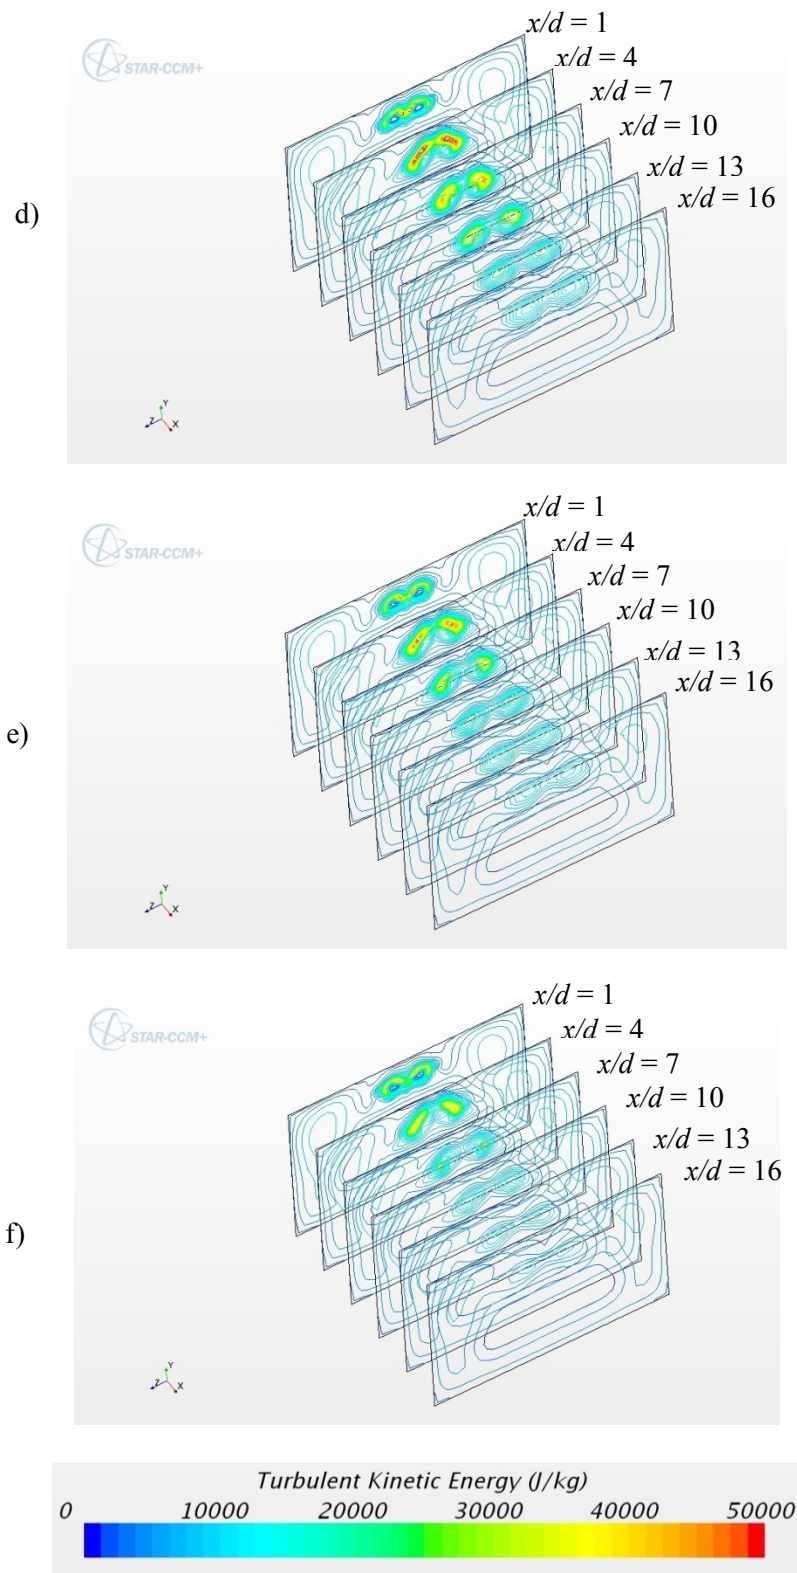 x/d = 1
x/d = 4
x/d = 7
x/d = 10
x/d = 13
x/d = 16
STAR-CCM+
d)
Y
Z X
x/d = 1
x/d = 4
x/d = 7
x/d = 10
x/d = 13
x/d = 16
STAR-CCM+
e)
Y
Z X
x/d = 1
x/d = 4
x/d = 7
x/d = 10
x/d = 13
x/d = 16
STAR-CCM+
f)
Y
Z X
Turbulent Kinetic Energy (J/kg)
0 10000 20000 30000 40000 50000